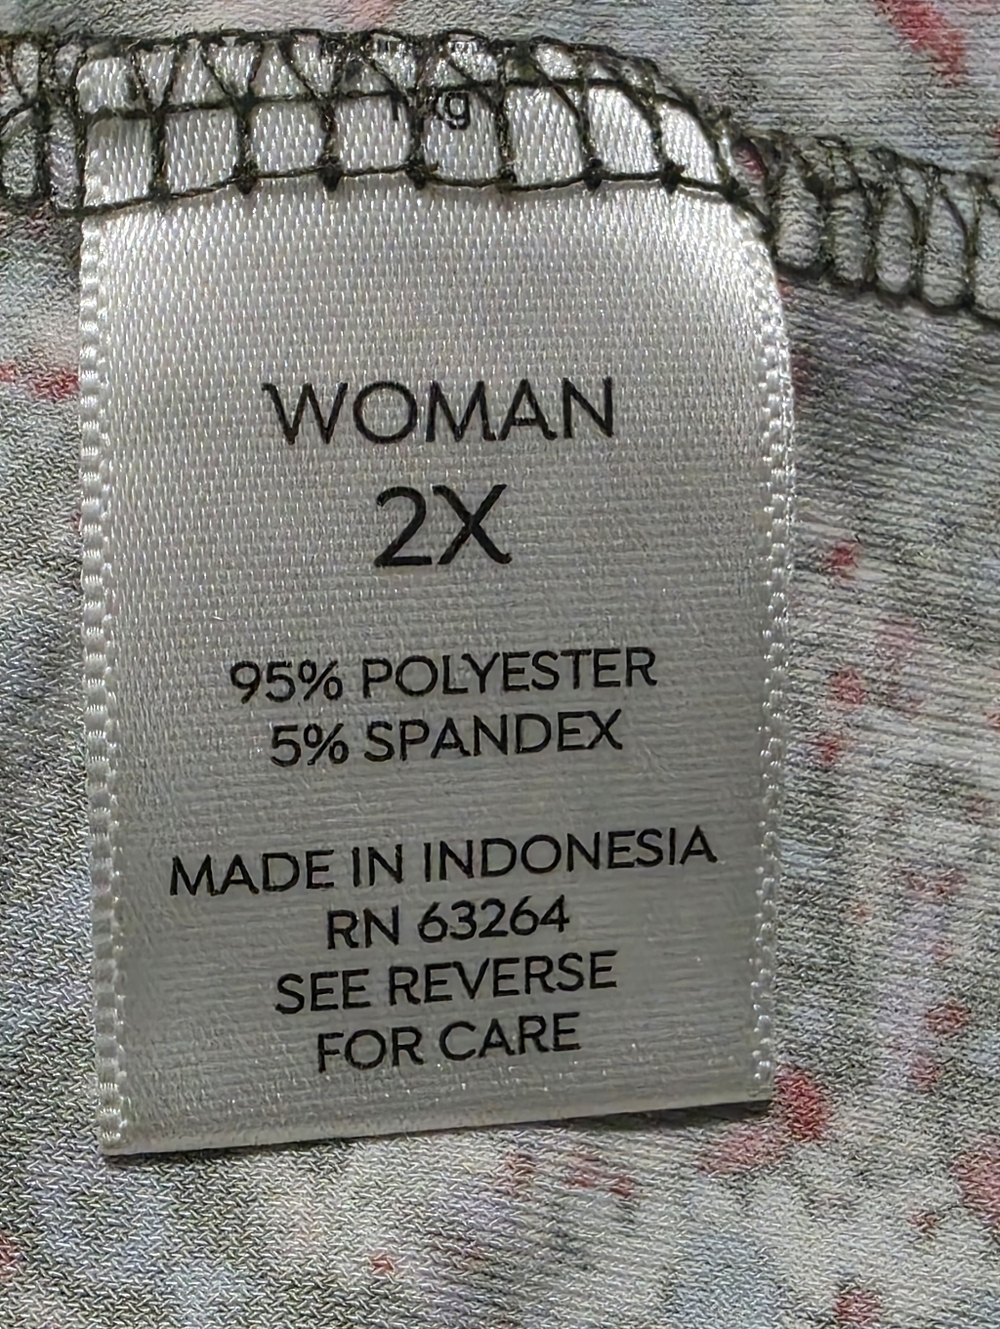 WOMAN
2X
95% POLYESTER
5% SPANDEX
MADE IN INDONESIA
RN 63264
SEE REVERSE
FOR CARE